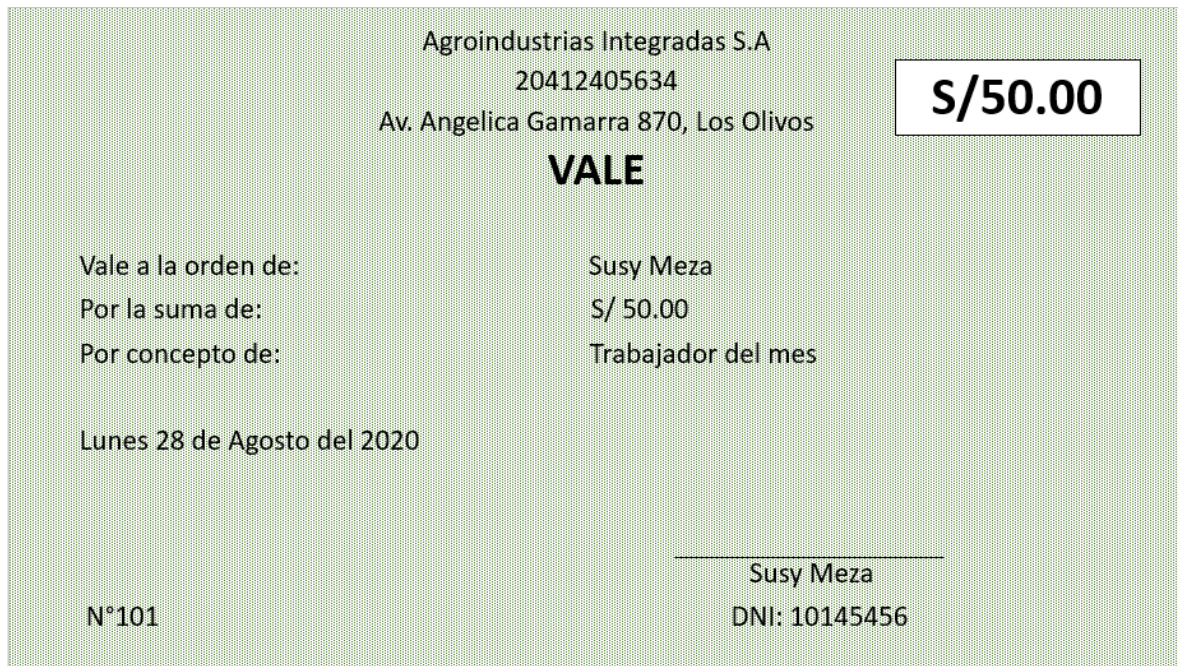 Agroindustrias Integradas S.A
20412405634
S/50.00
Av. Angelica Gamarra 870, Los Olivos
VALE
Vale a la orden de: Susy Meza
Por la suma de: S/ 50.00
Por concepto de: Trabajador del mes
Lunes 28 de Agosto del 2020
Susy Meza
N°101 DNI: 10145456